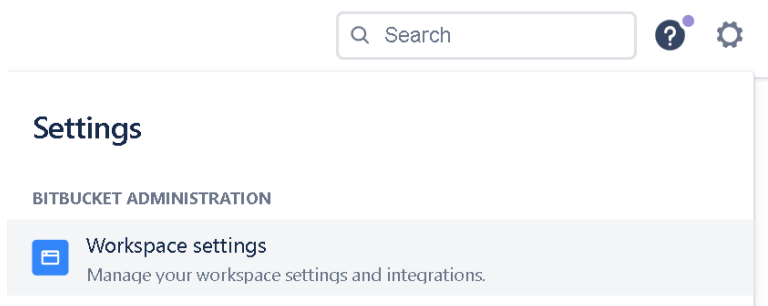 Search
?
Settings
BITBUCKET ADMINISTRATION
Workspace settings
Manage your workspace settings and integrations.